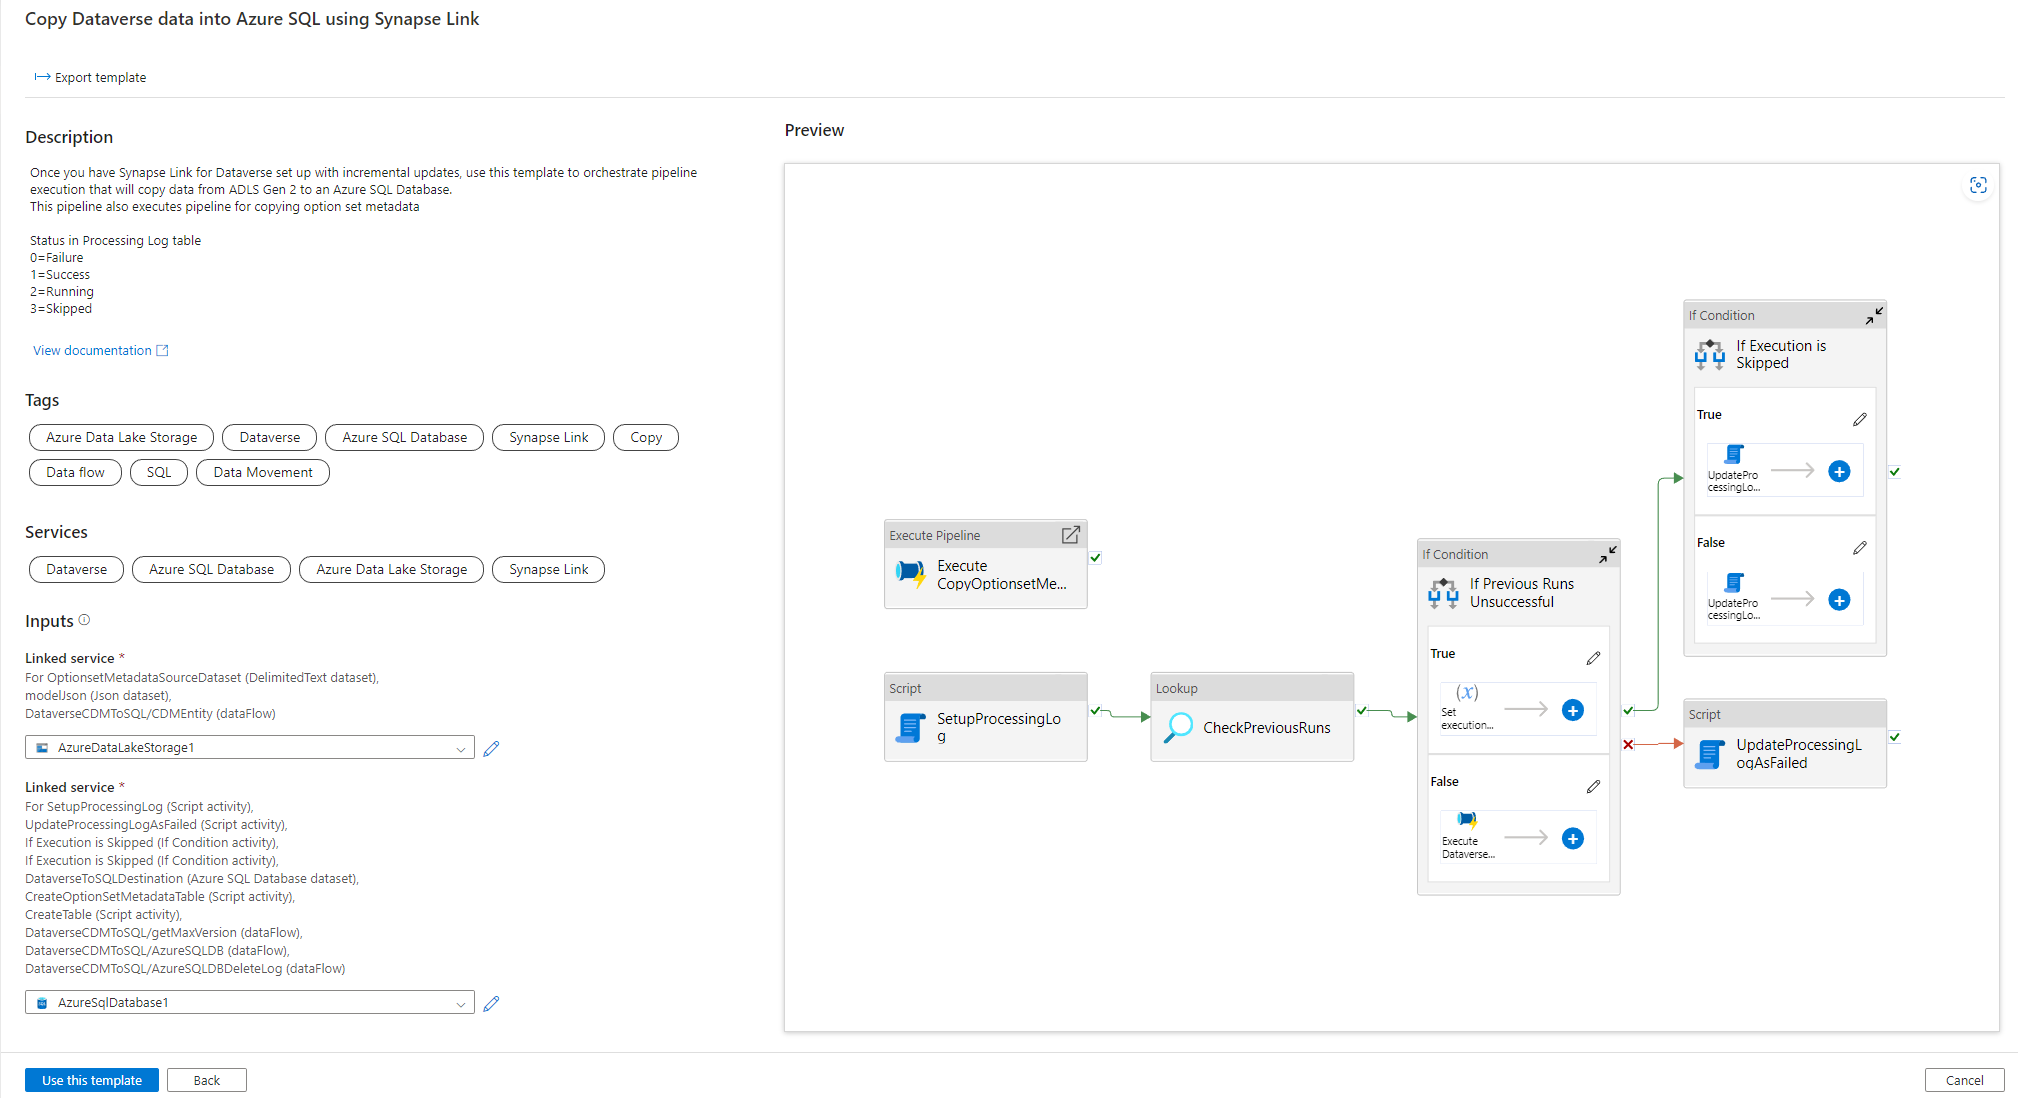 Copy Dataverse data into Azure SQL using Synapse Link
Export template
Description
Once you have Synapse Link for Dataverse set up with incremental updates, use this template to orchestrate pipeline
execution that will copy data from ADLS Gen 2 to an Azure SQL Database.
This pipeline also executes pipeline for copying option set metadata
Status in Processing Log table
0=Failure
1=Success
2=Running
3=Skipped
View documentation
Tags
Azure Data Lake Storage
Dataverse
Azure SQL Database
Synapse Link
Copy
Data flow
SQL
Data Movement
Services
Dataverse
Azure SQL Database
Azure Data Lake Storage
Synapse Link
Inputs
Linked service *
For OptionsetMetadataSourceDataset (DelimitedText dataset),
modelJson (Json dataset),
DataverseCDMToSQL/CDMEntity (dataFlow)
AzureDataLakeStorage1
Linked service *
For SetupProcessingLog (Script activity),
UpdateProcessingLogAsFailed (Script activity),
If Execution is Skipped (If Condition activity),
If Execution is Skipped (If Condition activity),
DataverseToSQLDestination (Azure SQL Database dataset),
CreateOptionSetMetadataTable (Script activity),
CreateTable (Script activity),
DataverseCDMToSQL/getMaxVersion (dataFlow),
DataverseCDMToSQL/AzureSQLDB (dataFlow),
DataverseCDMToSQL/AzureSQLDBDeleteLog (dataFlow)
AzureSqlDatabase1
Preview
Execute Pipeline
Execute
CopyOptionsetMe...
Script
SetupProcessingLo
g
Lookup
CheckPreviousRuns
If Condition
If Previous Runs
Unsuccessful
True
(x)
Set
execution...
False
Execute
Dataverse...
If Condition
If Execution is
Skipped
True
UpdatePro
cessingLo...
False
UpdatePro
cessingLo...
Script
UpdateProcessingL
ogAsFailed
Use this template
Back
Cancel